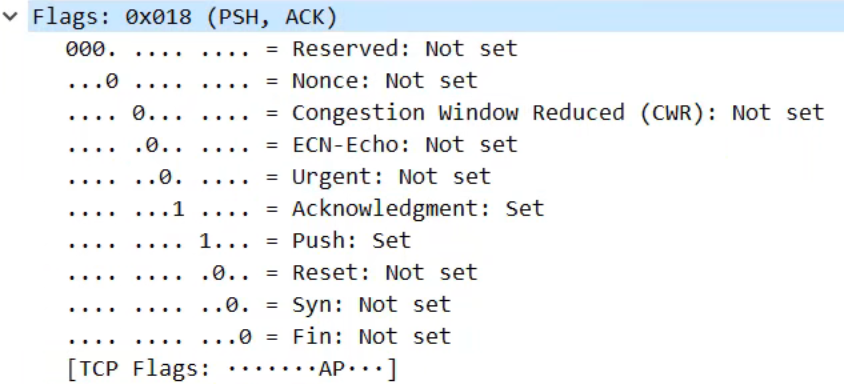 Flags: 0x018 (PSH, ACK)
000. .... .... = Reserved: Not set
...0 .... .... = Nonce: Not set
.... 0... .... = Congestion Window Reduced (CWR): Not set
.... .0.. .... = ECN-Echo: Not set
.... ..0. .... = Urgent: Not set
.... ...1 .... = Acknowledgment: Set
.... .... 1... = Push: Set
.... .... .0.. = Reset: Not set
.... .... ..0. = Syn: Not set
.... .... ...0 = Fin: Not set
[TCP Flags: ·······AP···]